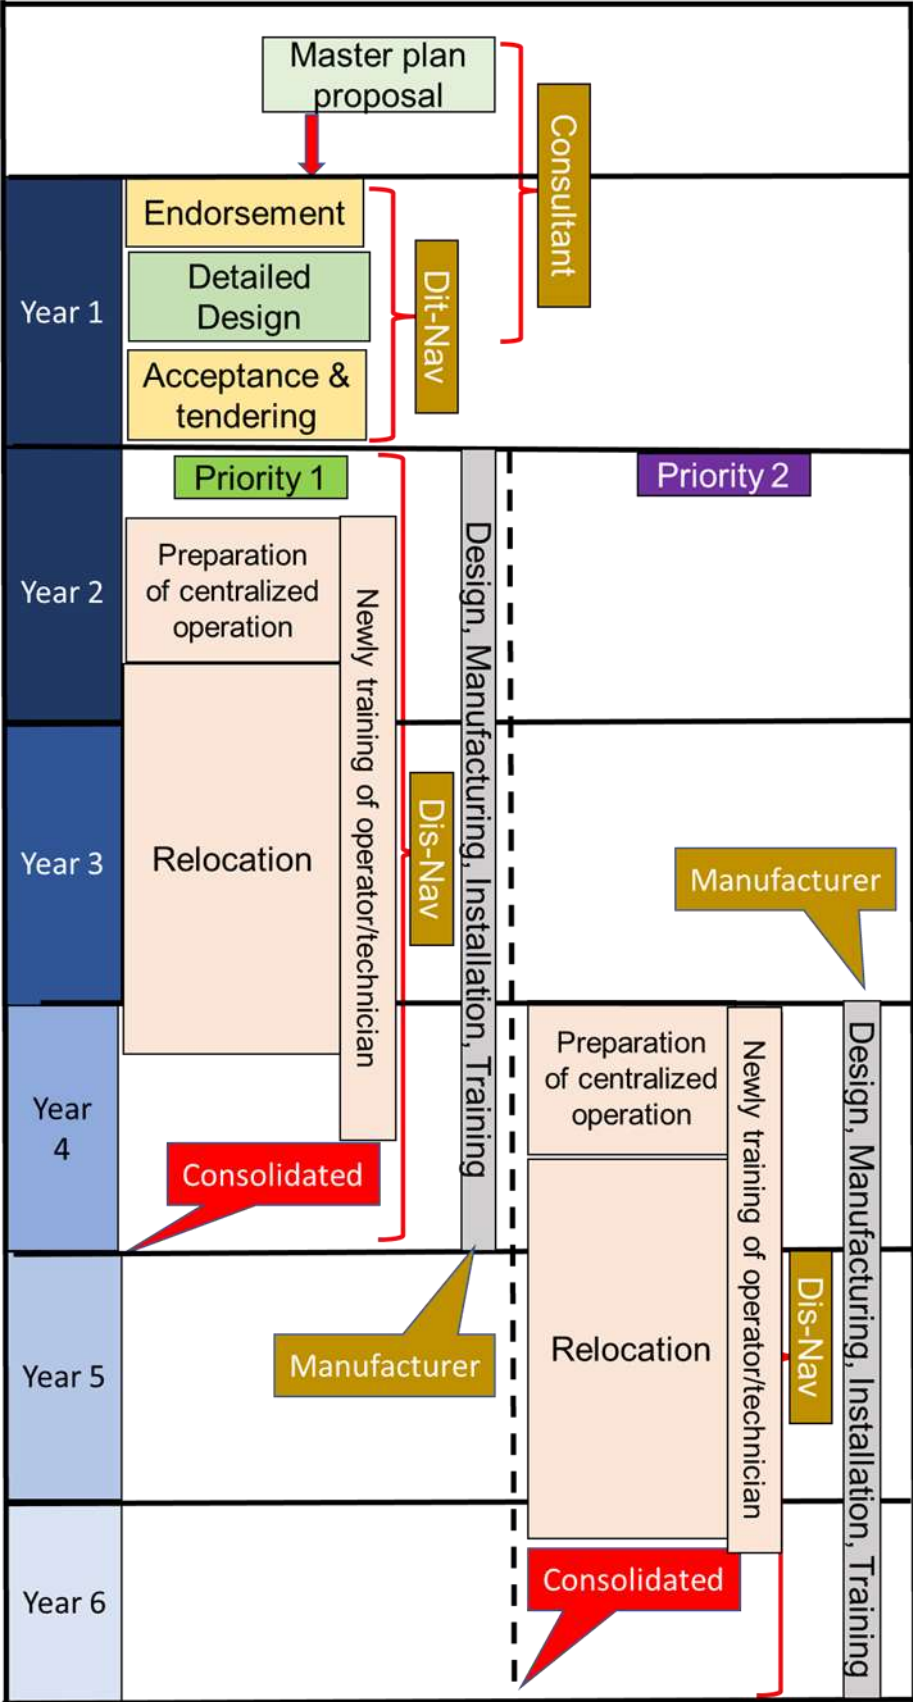 Master plan
proposal
Consultant
Year 1
Endorsement
Detailed
Design
Acceptance &
tendering
Dit-Nav
Year 2
Priority 1
Priority 2
Preparation
of centralized
operation
Newly training of operator/technician
Design, Manufacturing, Installation, Training
Year 3
Relocation
Dis-Nav
Manufacturer
Year
4
Consolidated
Preparation
of centralized
operation
Newly training of operator/technician
Design, Manufacturing, Installation, Training
Year 5
Manufacturer
Relocation
Dis-Nav
Year 6
Consolidated